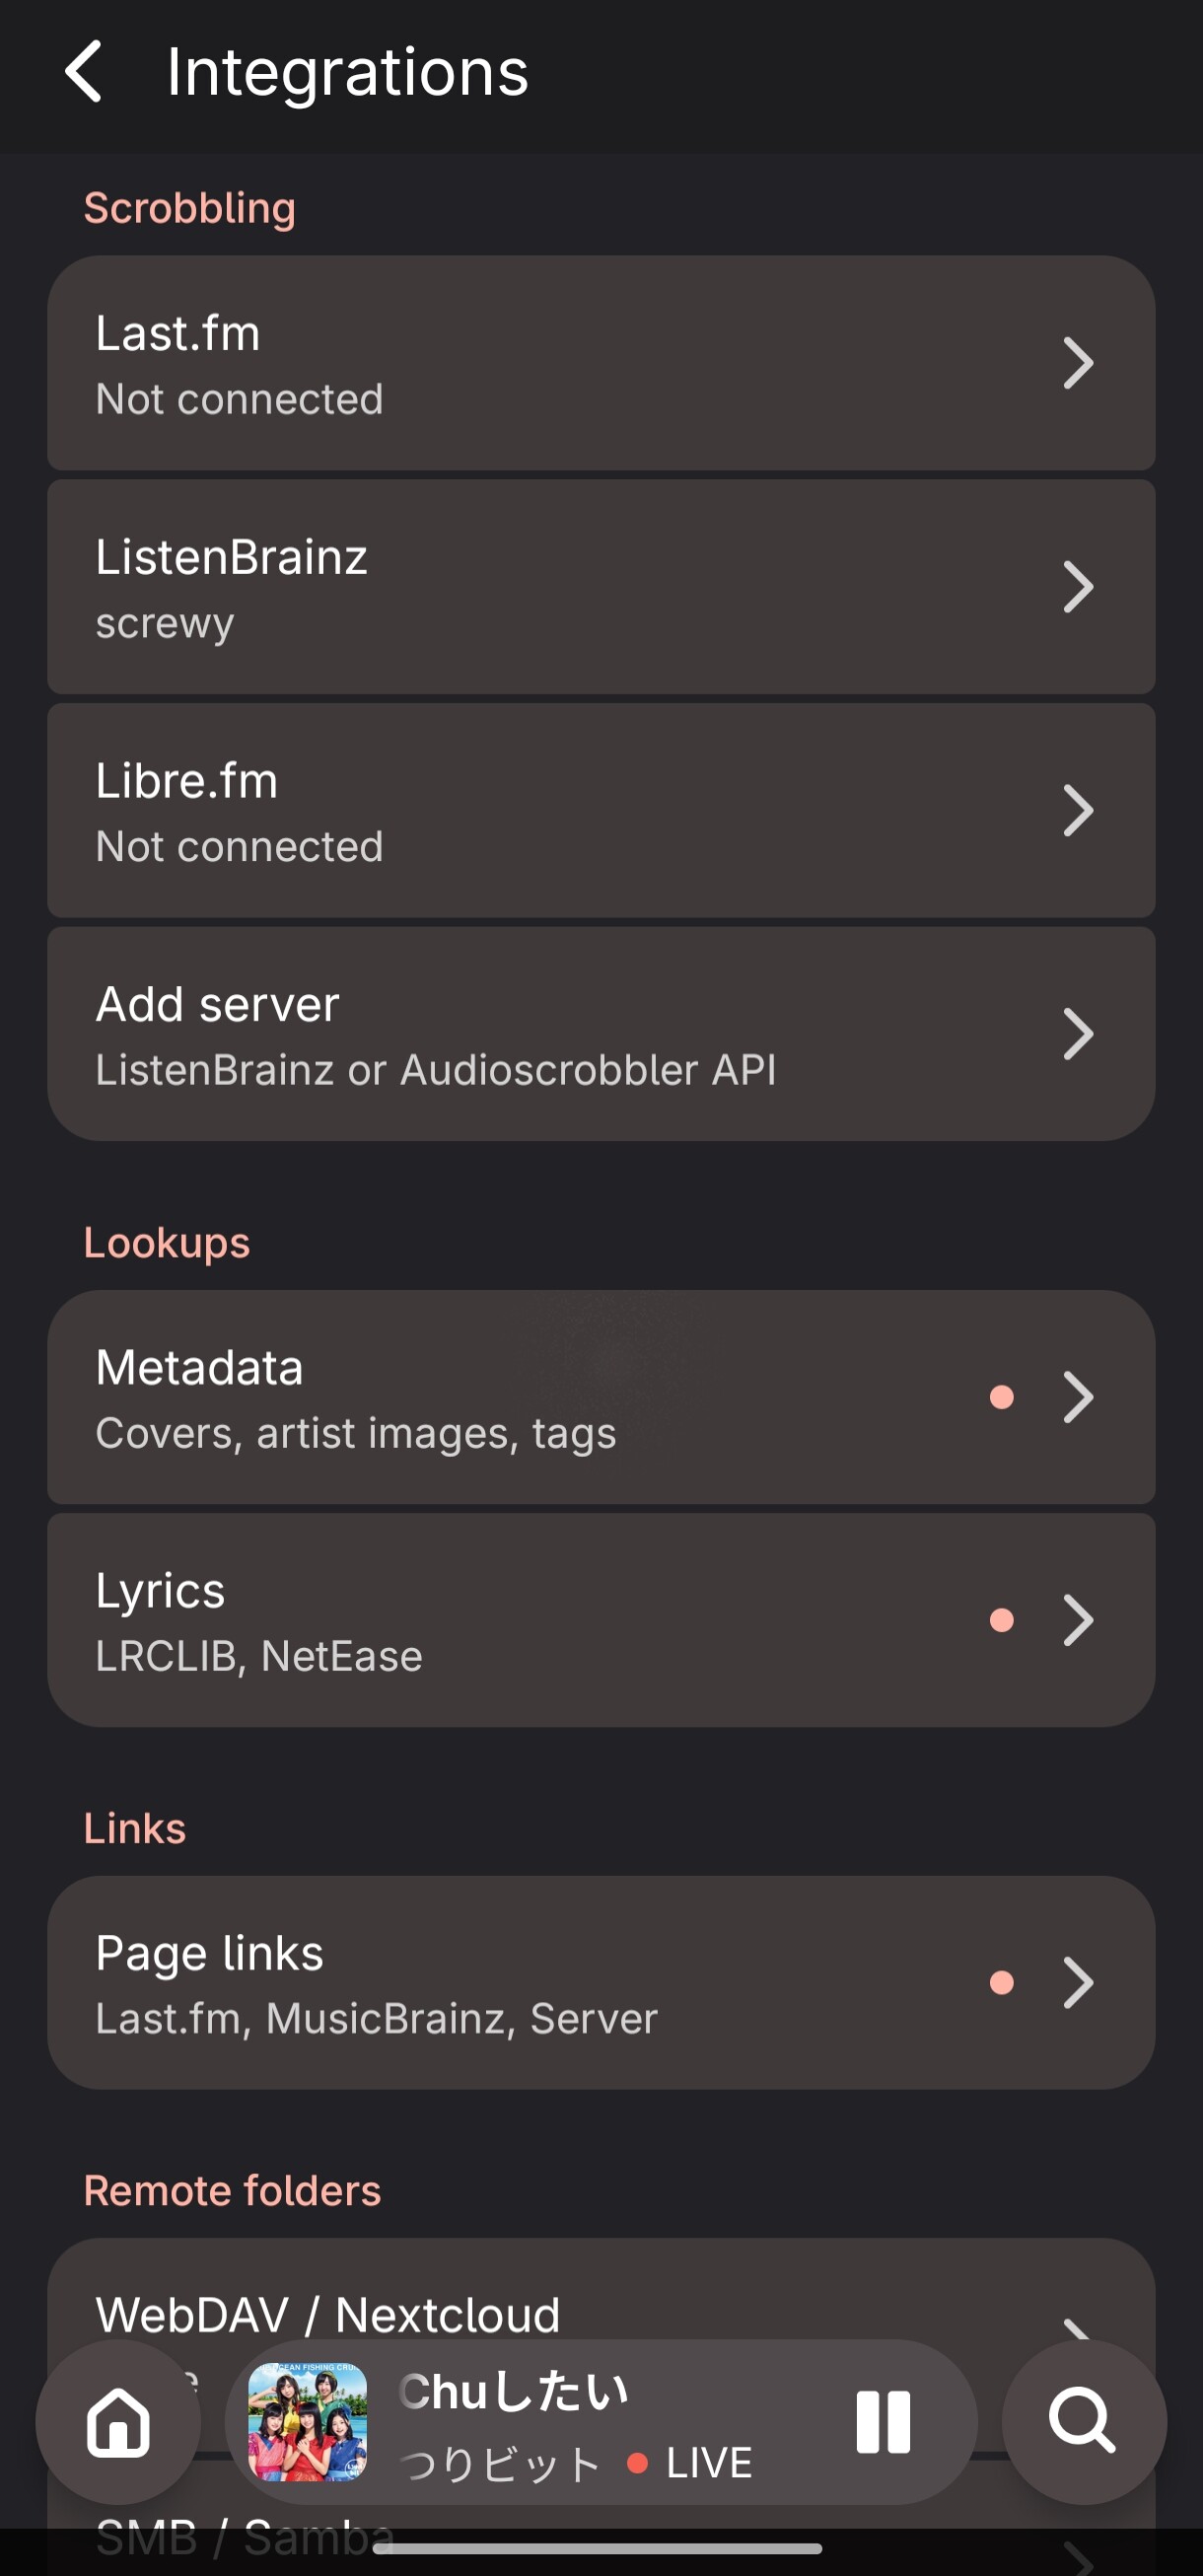 Integrations
Scrobbling
Last.fm
Not connected
ListenBrainz
screwy
Libre.fm
Not connected
Add server
ListenBrainz or Audioscrobbler API
Lookups
Metadata
Covers, artist images, tags
Lyrics
LRCLIB, NetEase
Links
Page links
Last.fm, MusicBrainz, Server
Remote folders
WebDAV / Nextcloud
Chuしたい
つりビット LIVE
SMB / Samba